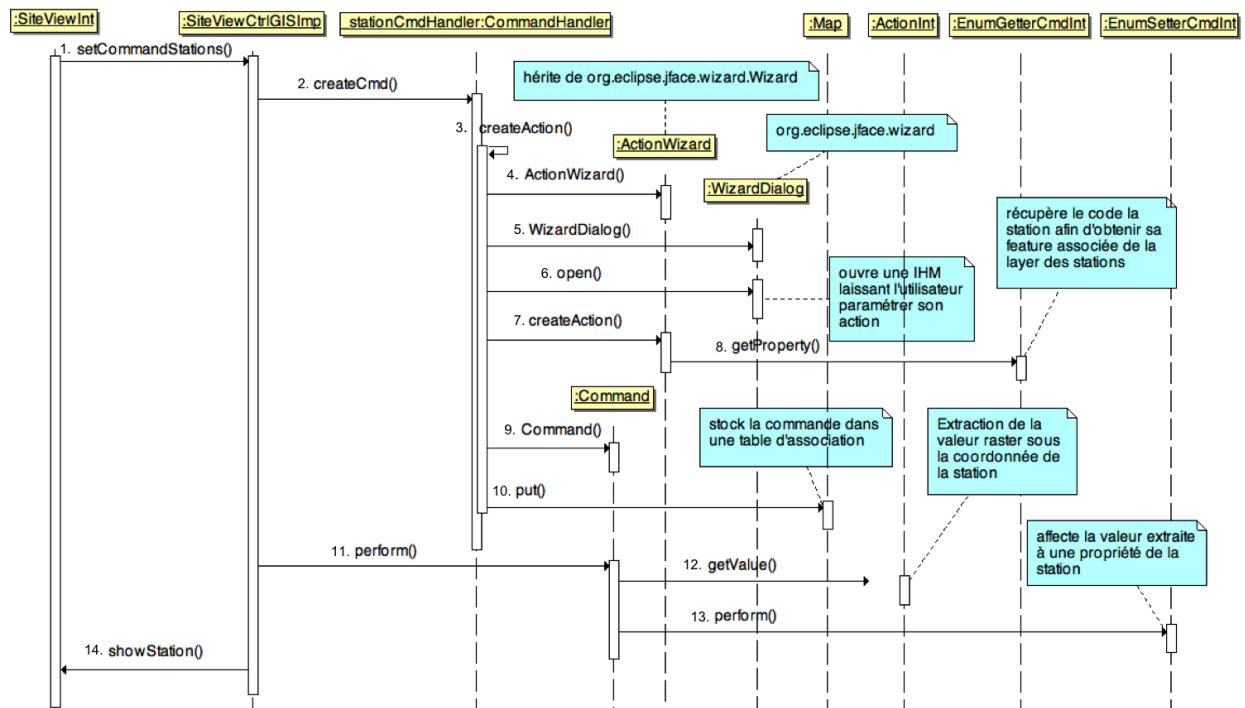 :SiteViewInt
:SiteViewCtrlGISImp
_stationCmdHandler:CommandHandler
:Map
:ActionInt
:EnumGetterCmdInt
:EnumSetterCmdInt
1. setCommandStations()
2. createCmd()
hérite de org.eclipse.jface.wizard.Wizard
3. createAction()
org.eclipse.jface.wizard
:ActionWizard
4. ActionWizard()
:WizardDialog
récupère le code la
station afin d'obtenir sa
feature associée de la
layer des stations
5. WizardDialog()
6. open()
ouvre une IHM
laissant l'utilisateur
paramétrer son
action
7. createAction()
8. getProperty()
:Command
9. Command()
stock la commande dans
une table d'association
Extraction de la
valeur raster sous
la coordonnée de
la station
10. put()
affecte la valeur extraite
à une propriété de la
station
11. perform()
12. getValue()
13. perform()
14. showStation()